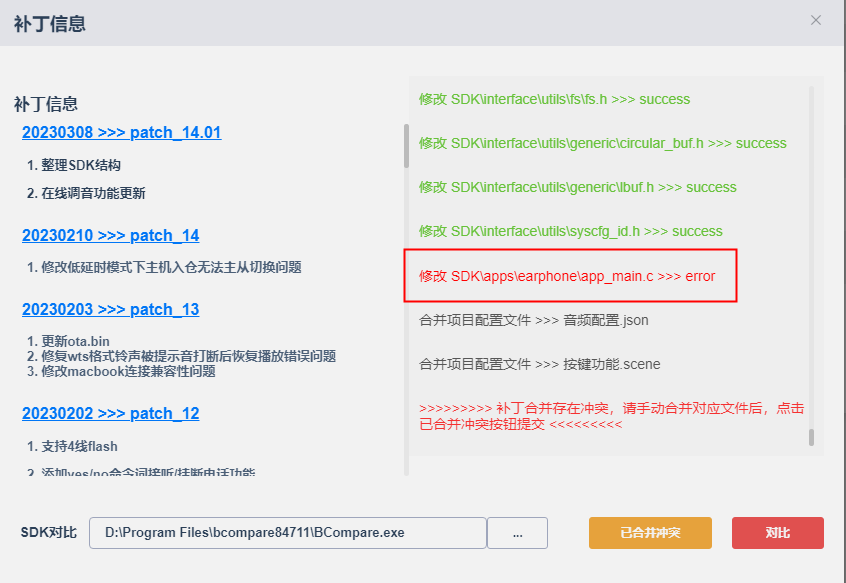 补丁信息
补丁信息
20230308 >>> patch_14.01
1. 整理SDK结构
2. 在线调音功能更新
20230210 >>> patch_14
1. 修改低延时模式下主机入仓无法主从切换问题
20230203 >>> patch_13
1. 更新ota.bin
2. 修复wts格式铃声被提示音打断后恢复播放错误问题
3. 修改macbook连接兼容性问题
20230202 >>> patch_12
1. 支持4线flash
2. 添加yes/no命令词接听/挂断电话功能
修改 SDK\interface\utils\fs\fs.h >>> success
修改 SDK\interface\utils\generic\circular_buf.h >>> success
修改 SDK\interface\utils\generic\lbuf.h >>> success
修改 SDK\interface\utils\syscfg_id.h >>> success
修改 SDK\apps\earphone\app_main.c >>> error
合并项目配置文件 >>> 音频配置.json
合并项目配置文件 >>> 按键功能.scene
>>>>>>>>> 补丁合并存在冲突，请手动合并对应文件后，点击
已合并冲突按钮提交 <<<<<<<<<
SDK对比
D:\Program Files\bcompare84711\BCompare.exe
...
已合并冲突
对比